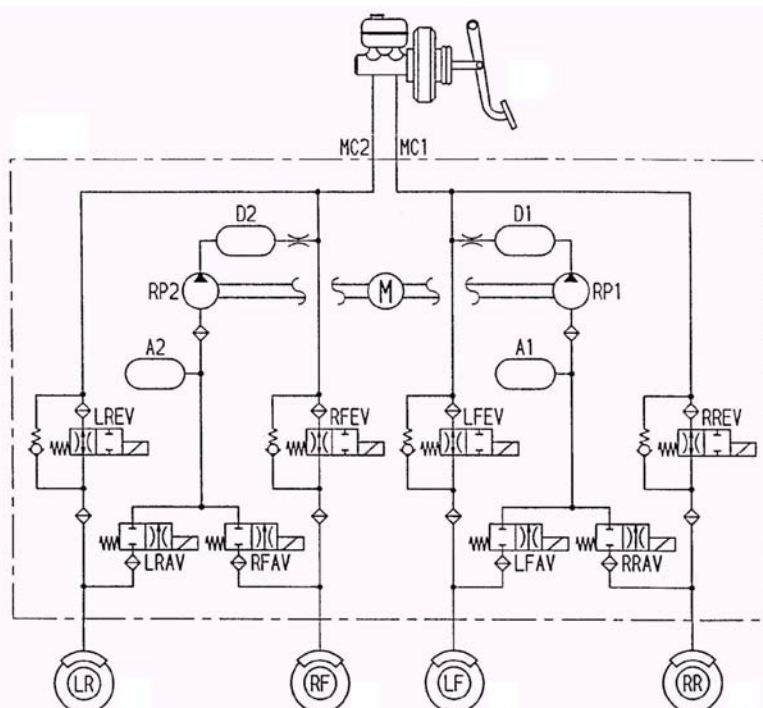 MC2 MC1
D2 D1
RP2 M RP1
A2 A1
LREV RFEV LFEV RREV
LRAV RFAV LFAV RRAV
LR RF LF RR